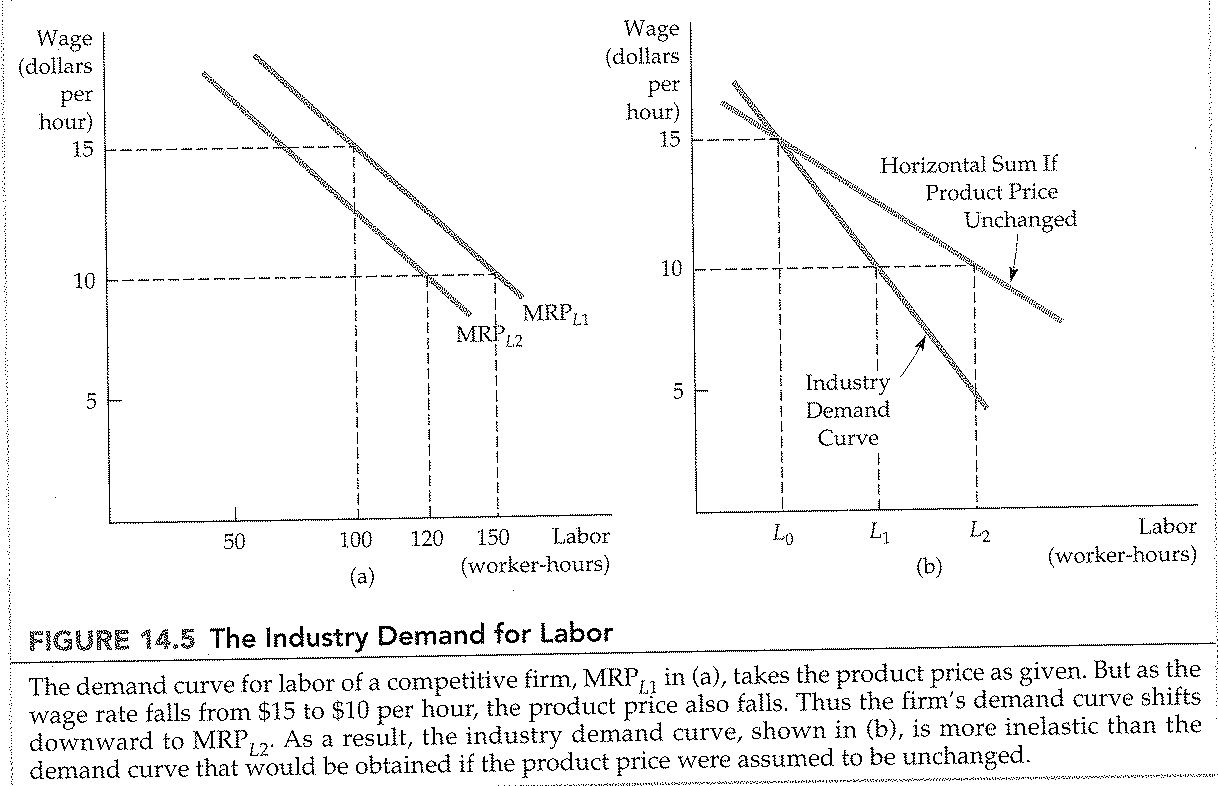 Wage
(dollars
per
hour)
15
10
5
MRPL1
MRPL2
50 100 120 150 Labor
(worker-hours)
(a)
Wage
(dollars
per
hour)
15
10
5
Horizontal Sum If
Product Price
Unchanged
Industry
Demand
Curve
L0 L1 L2 Labor
(worker-hours)
(b)
FIGURE 14.5 The Industry Demand for Labor
The demand curve for labor of a competitive firm, MRPL1 in (a), takes the product price as given. But as the
wage rate falls from $15 to $10 per hour, the product price also falls. Thus the firm's demand curve shifts
downward to MRPL2. As a result, the industry demand curve, shown in (b), is more inelastic than the
demand curve that would be obtained if the product price were assumed to be unchanged.